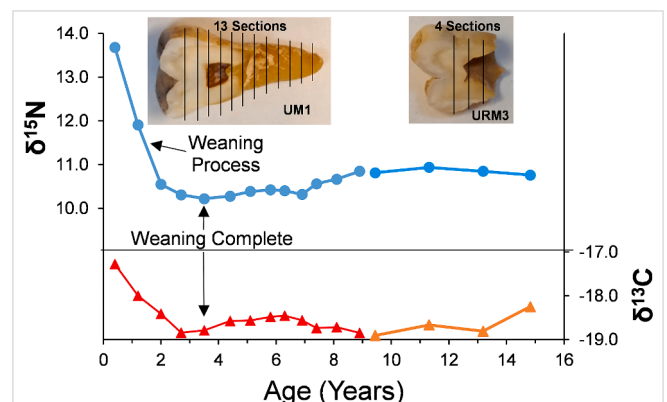 13 Sections
4 Sections
UM1
URM3
δ15N
14.0
13.0
12.0
11.0
10.0
Weaning
Process
Weaning Complete
-17.0
-18.0
-19.0
δ13C
0 2 4 6 8 10 12 14 16
Age (Years)